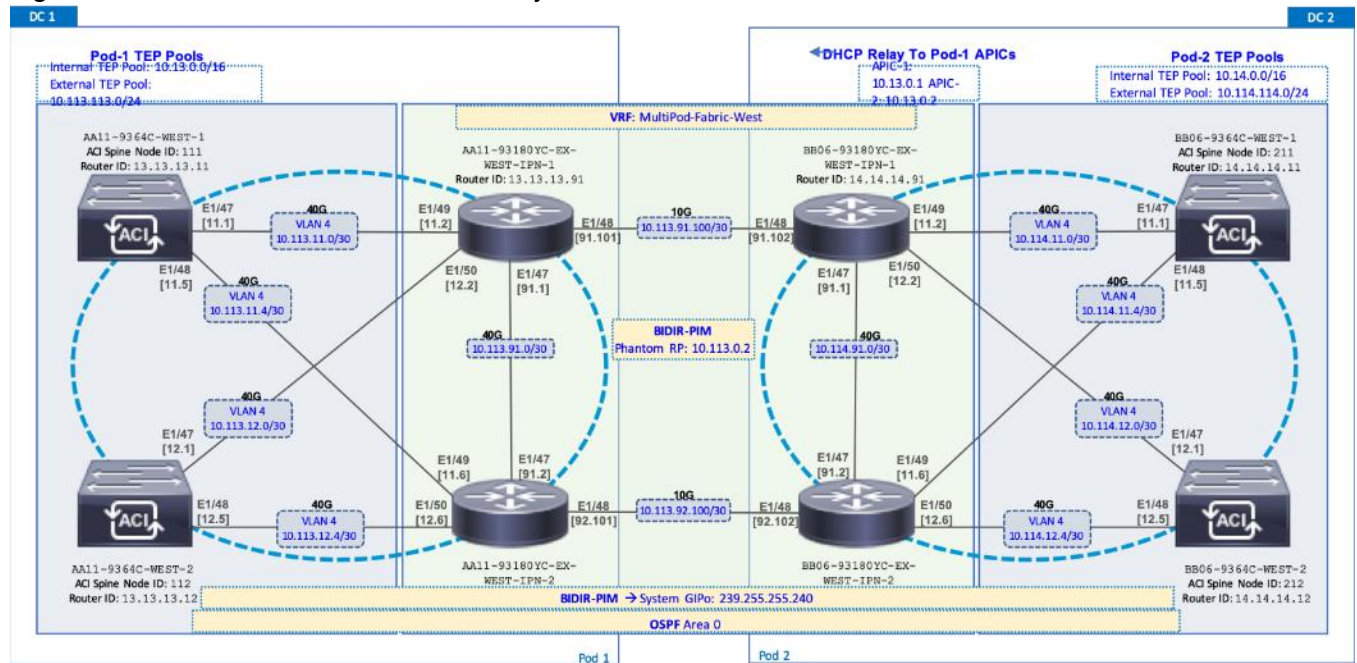 DC 1
DC 2
Pod-1 TEP Pools
Internal TEP Pool: 10.13.0.0/16
External TEP Pool:
10.113.113.0/24
DHCP Relay To Pod-1 APICs
APIC-1:
10.13.0.1 APIC-
2: 10.13.0.2
Pod-2 TEP Pools
Internal TEP Pool: 10.14.0.0/16
External TEP Pool: 10.114.114.0/24
VRF: MultiPod-Fabric-West
AA11-9364C-WEST-1
ACI Spine Node ID: 111
Router ID: 13.13.13.11
AA11-93180YC-EX-
WEST-IPN-1
Router ID: 13.13.13.91
BB06-93180YC-EX-
WEST-IPN-1
Router ID: 14.14.14.91
BB06-9364C-WEST-1
ACI Spine Node ID: 211
Router ID: 14.14.14.11
ACI
E1/47
[11.1]
40G
VLAN 4
10.113.11.0/30
E1/49
[11.2]
E1/48
[91.101]
10G
10.113.91.100/30
E1/48
[91.102]
E1/49
[11.2]
40G
VLAN 4
10.114.11.0/30
E1/47
[11.1]
ACI
E1/48
[11.5]
40G
VLAN 4
10.113.11.4/30
E1/50
[12.2]
E1/47
[91.1]
E1/47
[91.1]
E1/50
[12.2]
40G
VLAN 4
10.114.11.4/30
E1/48
[11.5]
40G
10.113.91.0/30
BIDIR-PIM
Phantom RP: 10.113.0.2
40G
10.114.91.0/30
40G
VLAN 4
10.113.12.0/30
40G
VLAN 4
10.114.12.0/30
E1/47
[12.1]
E1/49
[11.6]
E1/47
[91.2]
E1/47
[91.2]
E1/49
[11.6]
E1/47
[12.1]
ACI
E1/48
[12.5]
40G
VLAN 4
10.113.12.4/30
E1/50
[12.6]
E1/48
[92.101]
10G
10.113.92.100/30
E1/48
[92.102]
E1/50
[12.6]
40G
VLAN 4
10.114.12.4/30
E1/48
[12.5]
ACI
AA11-9364C-WEST-2
ACI Spine Node ID: 112
Router ID: 13.13.13.12
AA11-93180YC-EX-
WEST-IPN-2
BB06-93180YC-EX-
WEST-IPN-2
BB06-9364C-WEST-2
ACI Spine Node ID: 212
Router ID: 14.14.14.12
BIDIR-PIM → System GIPo: 239.255.255.240
OSPF Area 0
Pod 1
Pod 2